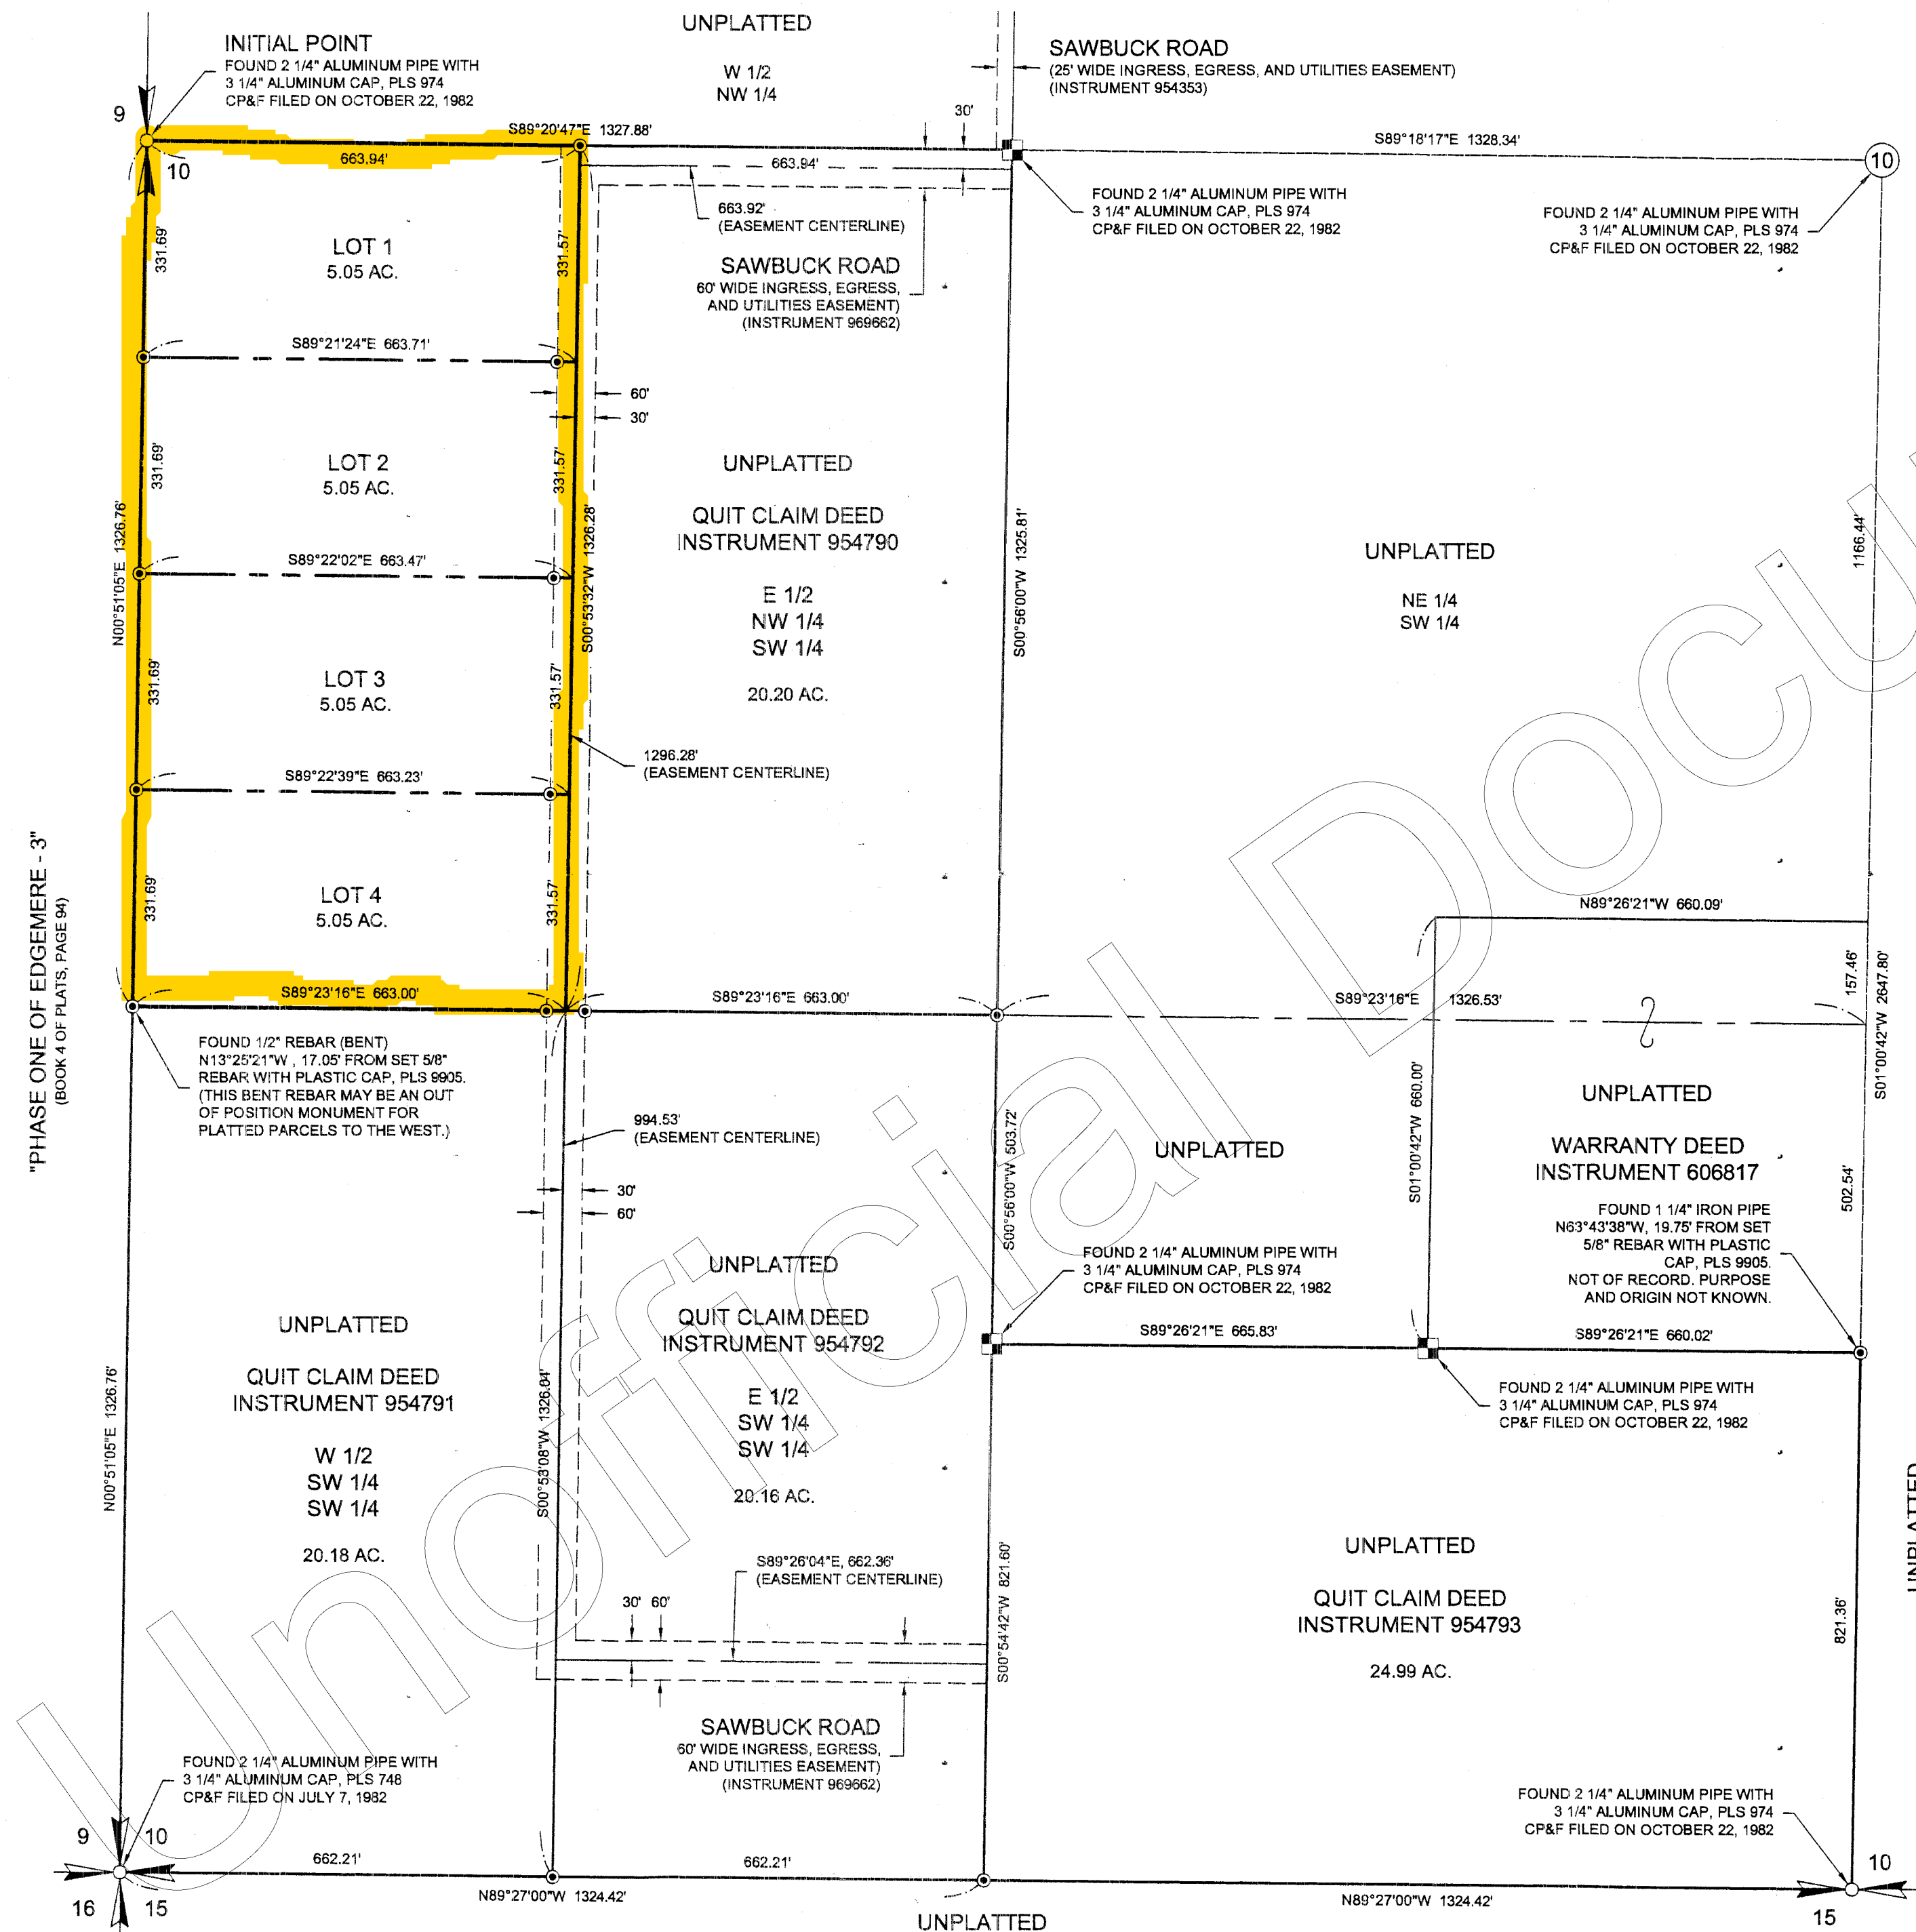 UNPLATTED
W 1/2
NW 1/4
INITIAL POINT
FOUND 2 1/4" ALUMINUM PIPE WITH
3 1/4" ALUMINUM CAP, PLS 974
CP&F FILED ON OCTOBER 22, 1982
SAWBUCK ROAD
(25' WIDE INGRESS, EGRESS, AND UTILITIES EASEMENT)
(INSTRUMENT 954353)
9
10
S89°20'47"E 1327.88'
30'
S89°18'17"E 1328.34'
10
663.94'
663.94'
663.92'
(EASEMENT CENTERLINE)
FOUND 2 1/4" ALUMINUM PIPE WITH
3 1/4" ALUMINUM CAP, PLS 974
CP&F FILED ON OCTOBER 22, 1982
FOUND 2 1/4" ALUMINUM PIPE WITH
3 1/4" ALUMINUM CAP, PLS 974
CP&F FILED ON OCTOBER 22, 1982
331.69'
LOT 1
5.05 AC.
331.57'
SAWBUCK ROAD
60' WIDE INGRESS, EGRESS,
AND UTILITIES EASEMENT)
(INSTRUMENT 969662)
S89°21'24"E 663.71'
60'
30'
331.69'
LOT 2
5.05 AC.
331.57'
UNPLATTED
QUIT CLAIM DEED
INSTRUMENT 954790
E 1/2
NW 1/4
SW 1/4
20.20 AC.
N00°51'05"E 1326.76'
S00°53'32"W 1326.28'
S00°56'00"W 1325.81'
UNPLATTED
NE 1/4
SW 1/4
1166.44'
S89°22'02"E 663.47'
331.69'
LOT 3
5.05 AC.
331.57'
1296.28'
(EASEMENT CENTERLINE)
S89°22'39"E 663.23'
331.69'
LOT 4
5.05 AC.
331.57'
"PHASE ONE OF EDGEMERE - 3"
(BOOK 4 OF PLATS, PAGE 94)
N89°26'21"W 660.09'
157.46'
S01°00'42"W 2647.80'
S89°23'16"E 663.00'
S89°23'16"E 663.00'
S89°23'16"E 1326.53'
FOUND 1/2" REBAR (BENT)
N13°25'21"W , 17.05' FROM SET 5/8"
REBAR WITH PLASTIC CAP, PLS 9905.
(THIS BENT REBAR MAY BE AN OUT
OF POSITION MONUMENT FOR
PLATTED PARCELS TO THE WEST.)
994.53'
(EASEMENT CENTERLINE)
30'
60'
S00°56'00"W 503.72'
UNPLATTED
S01°00'42"W 660.00'
UNPLATTED
WARRANTY DEED
INSTRUMENT 606817
502.54'
FOUND 1 1/4" IRON PIPE
N63°43'38"W, 19.75' FROM SET
5/8" REBAR WITH PLASTIC
CAP, PLS 9905.
NOT OF RECORD. PURPOSE
AND ORIGIN NOT KNOWN.
FOUND 2 1/4" ALUMINUM PIPE WITH
3 1/4" ALUMINUM CAP, PLS 974
CP&F FILED ON OCTOBER 22, 1982
S89°26'21"E 665.83'
S89°26'21"E 660.02'
FOUND 2 1/4" ALUMINUM PIPE WITH
3 1/4" ALUMINUM CAP, PLS 974
CP&F FILED ON OCTOBER 22, 1982
UNPLATTED
QUIT CLAIM DEED
INSTRUMENT 954791
W 1/2
SW 1/4
SW 1/4
20.18 AC.
N00°51'05"E 1326.76'
S00°53'08"W 1326.64'
UNPLATTED
QUIT CLAIM DEED
INSTRUMENT 954792
E 1/2
SW 1/4
SW 1/4
20.16 AC.
S89°26'04"E, 662.36'
(EASEMENT CENTERLINE)
30' 60'
S00°54'42"W 821.60'
UNPLATTED
QUIT CLAIM DEED
INSTRUMENT 954793
24.99 AC.
821.36'
UNPLATTED
SAWBUCK ROAD
60' WIDE INGRESS, EGRESS,
AND UTILITIES EASEMENT)
(INSTRUMENT 969662)
FOUND 2 1/4" ALUMINUM PIPE WITH
3 1/4" ALUMINUM CAP, PLS 748
CP&F FILED ON JULY 7, 1982
FOUND 2 1/4" ALUMINUM PIPE WITH
3 1/4" ALUMINUM CAP, PLS 974
CP&F FILED ON OCTOBER 22, 1982
9 10
16 15
662.21'
662.21'
N89°27'00"W 1324.42'
N89°27'00"W 1324.42'
10
15
UNPLATTED
Unofficial Docu